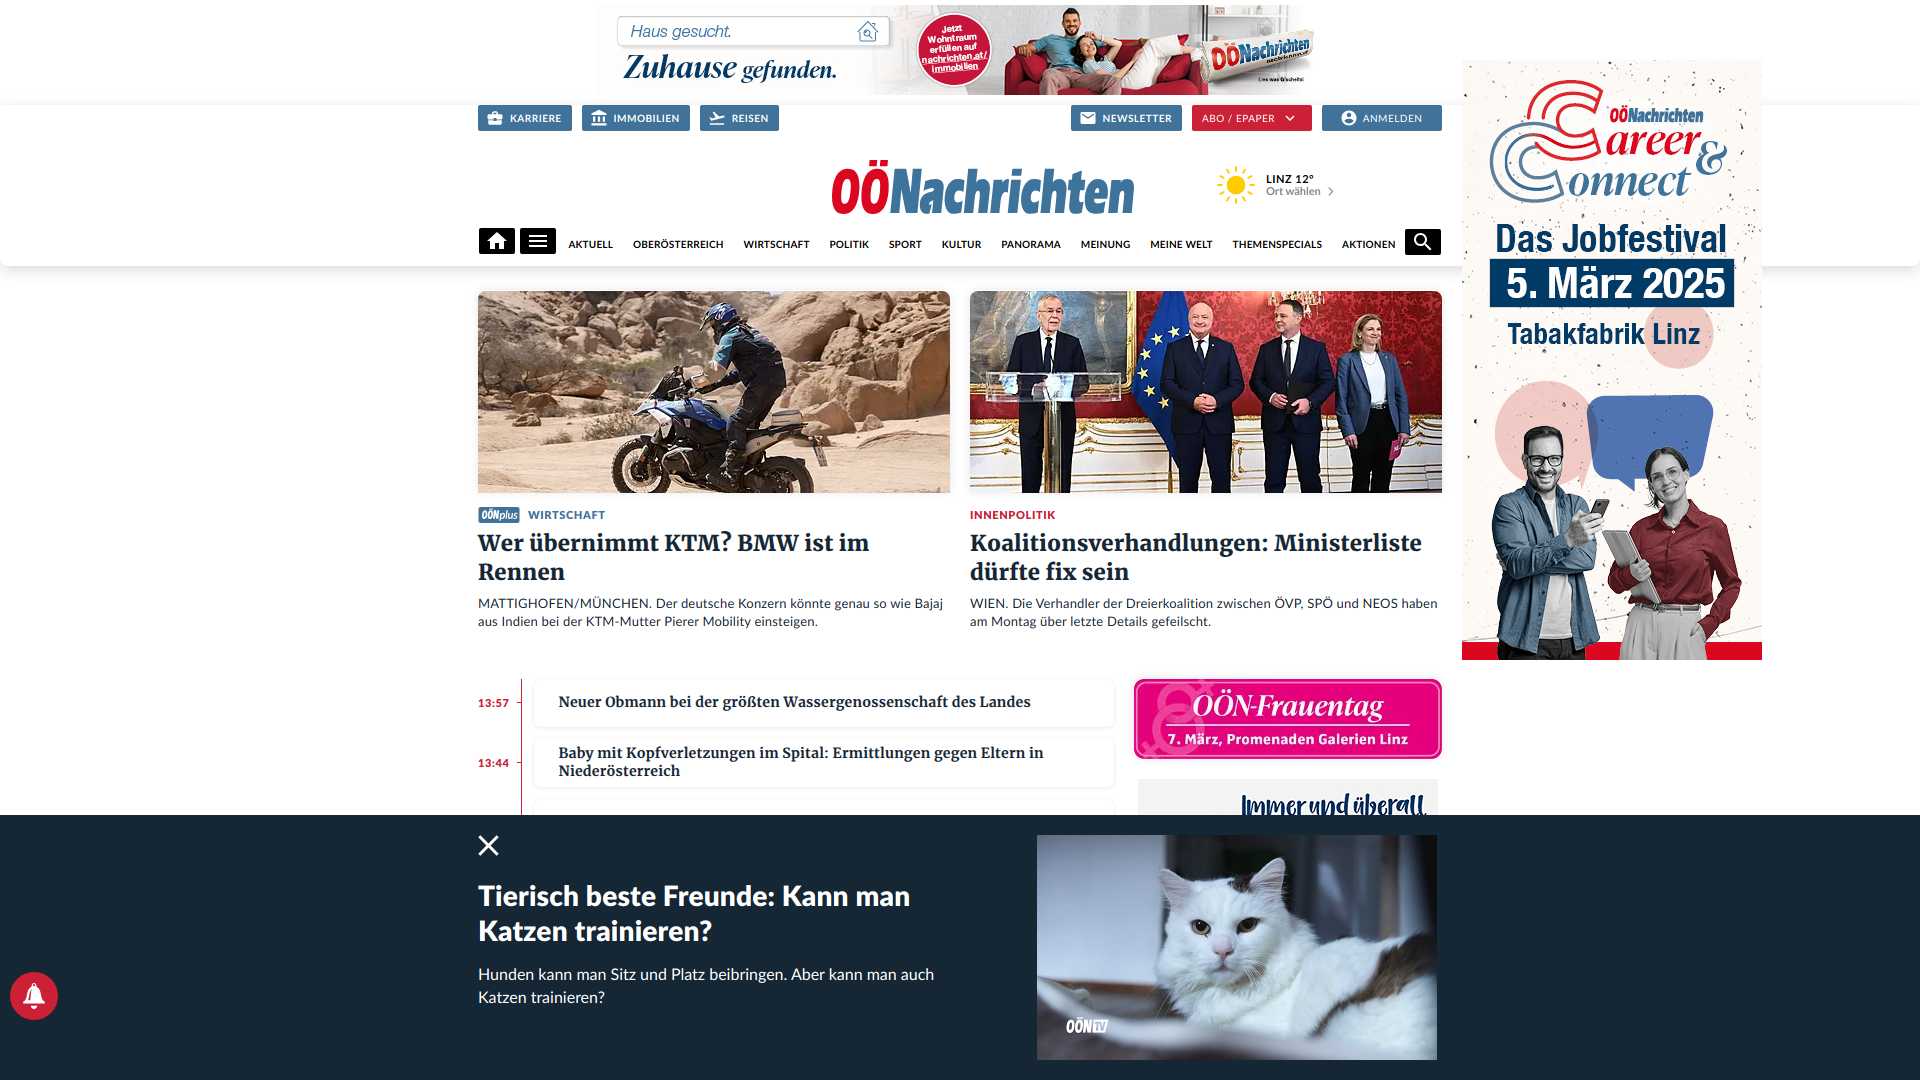 Haus gesucht.
Zuhause gefunden.
Jetzt
Wohntraum
erfüllen auf
nachrichten.at/
immobilien
OÖNachrichten
Lies was G'scheits!
KARRIERE
IMMOBILIEN
REISEN
NEWSLETTER
ABO / EPAPER
ANMELDEN
OÖNachrichten
LINZ 12°
Ort wählen
AKTUELL
OBERÖSTERREICH
WIRTSCHAFT
POLITIK
SPORT
KULTUR
PANORAMA
MEINUNG
MEINE WELT
THEMENSPECIALS
AKTIONEN
OÖNachrichten
Career &
Connect
Das Jobfestival
5. März 2025
Tabakfabrik Linz
OÖNplus WIRTSCHAFT
Wer übernimmt KTM? BMW ist im
Rennen
MATTIGHOFEN/MÜNCHEN. Der deutsche Konzern könnte genau so wie Bajaj
aus Indien bei der KTM-Mutter Pierer Mobility einsteigen.
INNENPOLITIK
Koalitionsverhandlungen: Ministerliste
dürfte fix sein
WIEN. Die Verhandler der Dreierkoalition zwischen ÖVP, SPÖ und NEOS haben
am Montag über letzte Details gefeilscht.
13:57
Neuer Obmann bei der größten Wassergenossenschaft des Landes
13:44
Baby mit Kopfverletzungen im Spital: Ermittlungen gegen Eltern in
Niederösterreich
OÖN-Frauentag
7. März, Promenaden Galerien Linz
Immer und überall
Tierisch beste Freunde: Kann man
Katzen trainieren?
Hunden kann man Sitz und Platz beibringen. Aber kann man auch
Katzen trainieren?
OÖNTV